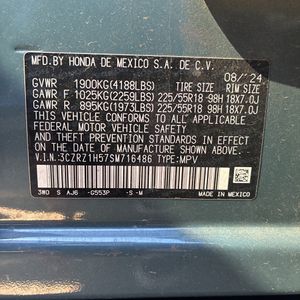 MFD.BY HONDA DE MEXICO S.A. DE C.V.
08/ '24
GVWR 1900KG(4188LBS) TIRE SIZE RIM SIZE
GAWR F 1025KG(2259LBS) 225/55R18 98H 18X7.0J
GAWR R 895KG(1973LBS) 225/55R18 98H 18X7.0J
THIS VEHICLE CONFORMS TO ALL APPLICABLE
FEDERAL MOTOR VEHICLE SAFETY AND THEFT
PREVENTION STANDARDS IN EFFECT ON THE DATE
OF MANUFACTURE SHOWN ABOVE.
V.I.N.:3CZRZ1H57SM716486 TYPE:MPV
3W0 S AJ6 -G553P -S-M
MADE IN MEXICO